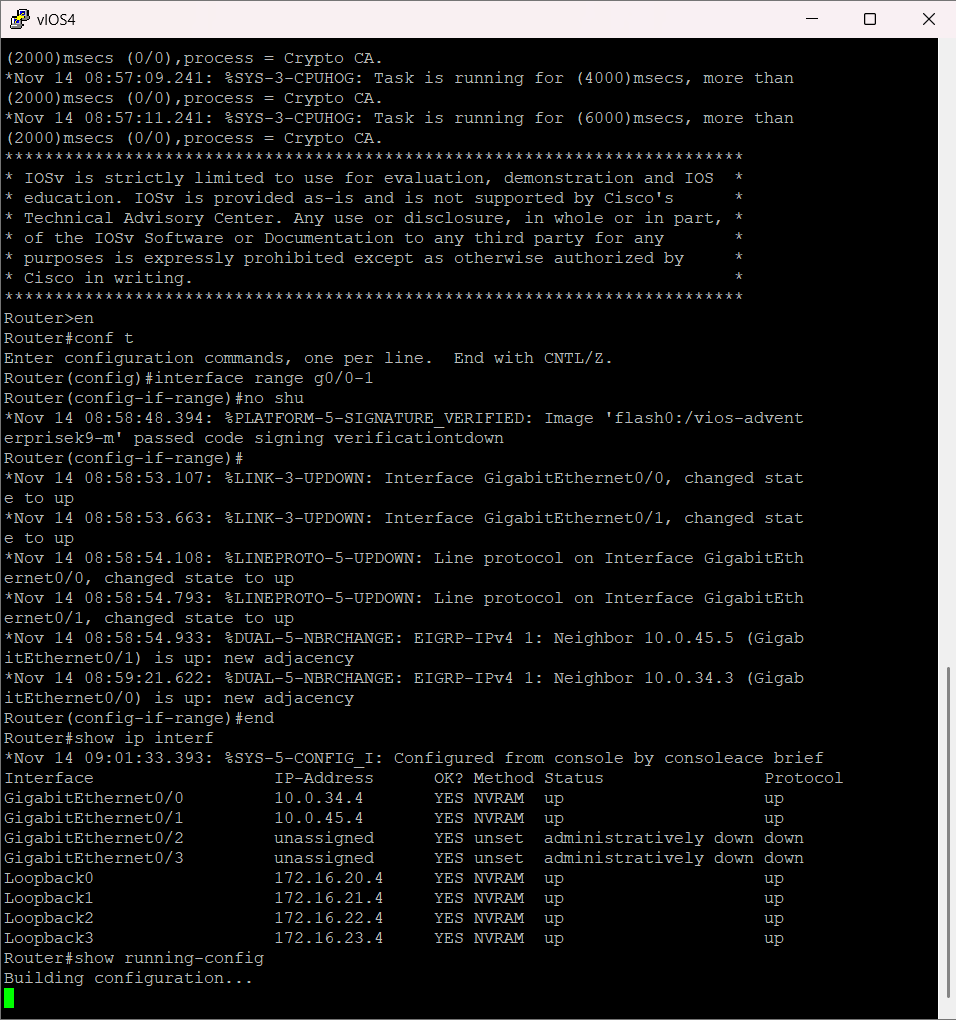 vIOS4
(2000)msecs (0/0),process = Crypto CA.
*Nov 14 08:57:09.241: %SYS-3-CPUHOG: Task is running for (4000)msecs, more than
(2000)msecs (0/0),process = Crypto CA.
*Nov 14 08:57:11.241: %SYS-3-CPUHOG: Task is running for (6000)msecs, more than
(2000)msecs (0/0),process = Crypto CA.
**************************************************************************
* IOSv is strictly limited to use for evaluation, demonstration and IOS  *
* education. IOSv is provided as-is and is not supported by Cisco's      *
* Technical Advisory Center. Any use or disclosure, in whole or in part, *
* of the IOSv Software or Documentation to any third party for any       *
* purposes is expressly prohibited except as otherwise authorized by     *
* Cisco in writing.                                                      *
**************************************************************************
Router>en
Router#conf t
Enter configuration commands, one per line.  End with CNTL/Z.
Router(config)#interface range g0/0-1
Router(config-if-range)#no shu
*Nov 14 08:58:48.394: %PLATFORM-5-SIGNATURE_VERIFIED: Image 'flash0:/vios-advent
erprisek9-m' passed code signing verificationtdown
Router(config-if-range)#
*Nov 14 08:58:53.107: %LINK-3-UPDOWN: Interface GigabitEthernet0/0, changed stat
e to up
*Nov 14 08:58:53.663: %LINK-3-UPDOWN: Interface GigabitEthernet0/1, changed stat
e to up
*Nov 14 08:58:54.108: %LINEPROTO-5-UPDOWN: Line protocol on Interface GigabitEth
ernet0/0, changed state to up
*Nov 14 08:58:54.793: %LINEPROTO-5-UPDOWN: Line protocol on Interface GigabitEth
ernet0/1, changed state to up
*Nov 14 08:58:54.933: %DUAL-5-NBRCHANGE: EIGRP-IPv4 1: Neighbor 10.0.45.5 (Gigab
itEthernet0/1) is up: new adjacency
*Nov 14 08:59:21.622: %DUAL-5-NBRCHANGE: EIGRP-IPv4 1: Neighbor 10.0.34.3 (Gigab
itEthernet0/0) is up: new adjacency
Router(config-if-range)#end
Router#show ip interf
*Nov 14 09:01:33.393: %SYS-5-CONFIG_I: Configured from console by consoleace brief
Interface                  IP-Address      OK? Method Status                Protocol
GigabitEthernet0/0         10.0.34.4       YES NVRAM  up                    up
GigabitEthernet0/1         10.0.45.4       YES NVRAM  up                    up
GigabitEthernet0/2         unassigned      YES unset  administratively down down
GigabitEthernet0/3         unassigned      YES unset  administratively down down
Loopback0                  172.16.20.4     YES NVRAM  up                    up
Loopback1                  172.16.21.4     YES NVRAM  up                    up
Loopback2                  172.16.22.4     YES NVRAM  up                    up
Loopback3                  172.16.23.4     YES NVRAM  up                    up
Router#show running-config
Building configuration...